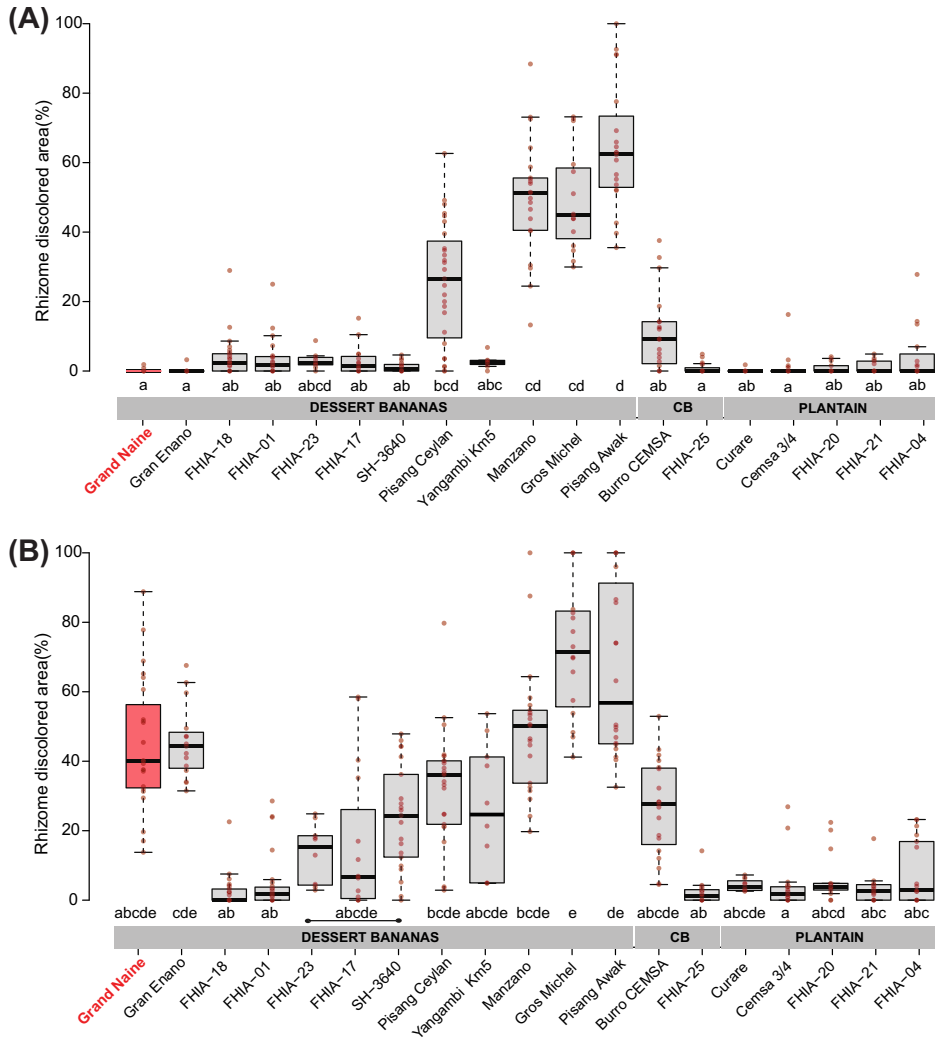 (A)
Rhizome discolored area(%)
100
80
60
40
20
0
a a ab ab abcd ab ab bcd abc cd cd d ab a ab a ab ab ab
DESSERT BANANAS CB PLANTAIN
Grand Naine Gran Enano FHIA−18 FHIA−01 FHIA−23 FHIA−17 SH−3640 Pisang Ceylan Yangambi Km5 Manzano Gros Michel Pisang Awak Burro CEMSA FHIA−25 Curare Cemsa 3/4 FHIA−20 FHIA−21 FHIA−04
(B)
Rhizome discolored area(%)
100
80
60
40
20
0
abcde cde ab ab abcde bcde abcde bcde e de abcde ab abcde a abcd abc abc
DESSERT BANANAS CB PLANTAIN
Grand Naine Gran Enano FHIA−18 FHIA−01 FHIA−23 FHIA−17 SH−3640 Pisang Ceylan Yangambi Km5 Manzano Gros Michel Pisang Awak Burro CEMSA FHIA−25 Curare Cemsa 3/4 FHIA−20 FHIA−21 FHIA−04